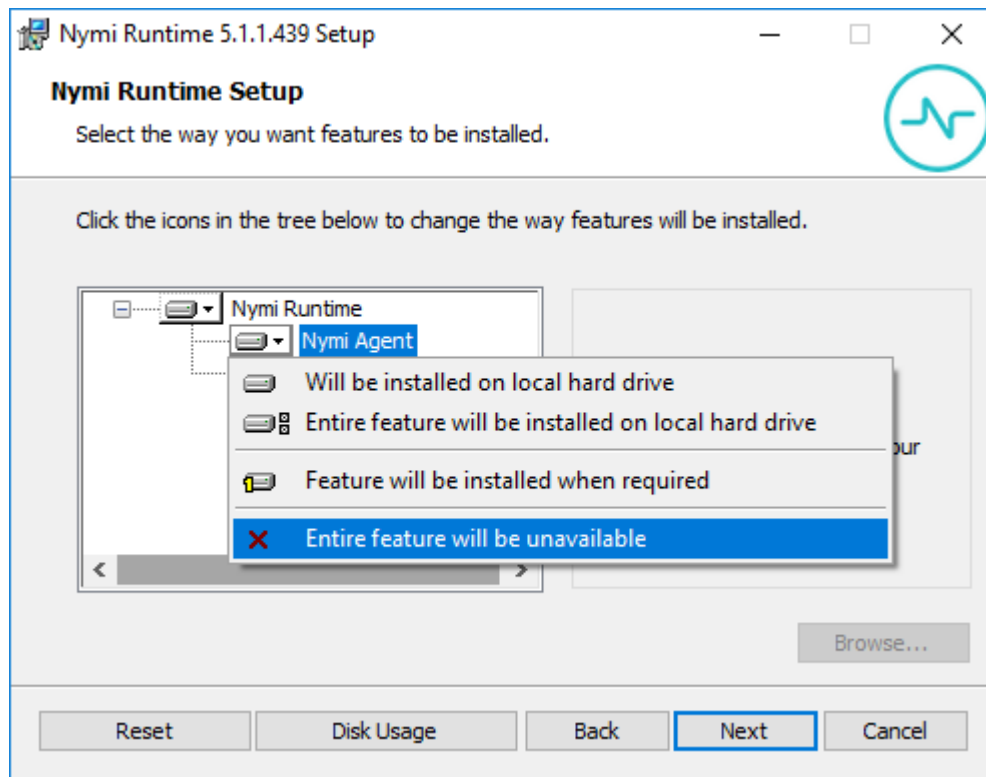 Nymi Runtime 5.1.1.439 Setup
Nymi Runtime Setup
Select the way you want features to be installed.
Click the icons in the tree below to change the way features will be installed.
Nymi Runtime
Nymi Agent
Will be installed on local hard drive
Entire feature will be installed on local hard drive
Feature will be installed when required
Entire feature will be unavailable
Browse...
Reset
Disk Usage
Back
Next
Cancel